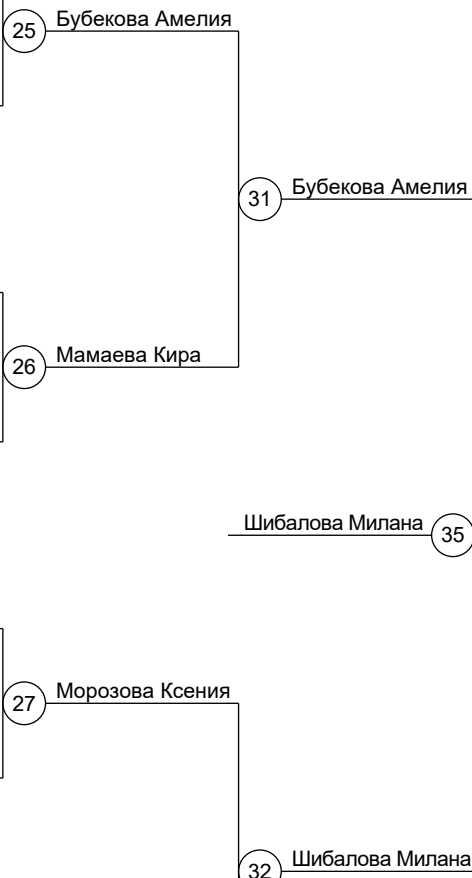 25 Бубекова Амелия
31 Бубекова Амелия
26 Мамаева Кира
Шибалова Милана 35
27 Морозова Ксения
32 Шибалова Милана